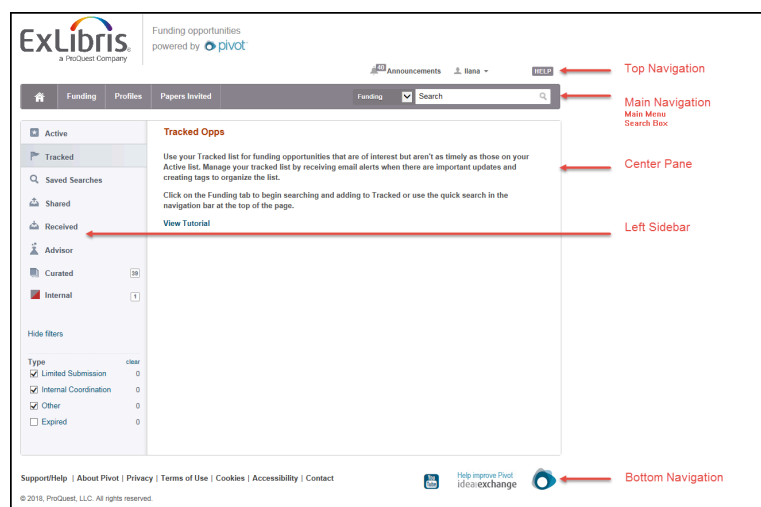 ExLibris®
a ProQuest Company
Funding opportunities
powered by pivot™
40 Announcements Ilana HELP
Top Navigation
Funding Profiles Papers Invited Funding Search
Main Navigation
Main Menu
Search Box
Active
Tracked
Saved Searches
Shared
Received
Advisor
Curated 39
Internal 1
Hide filters
Type clear
Limited Submission 0
Internal Coordination 0
Other 0
Expired 0
Tracked Opps
Use your Tracked list for funding opportunities that are of interest but aren't as timely as those on your
Active list. Manage your tracked list by receiving email alerts when there are important updates and
creating tags to organize the list.
Click on the Funding tab to begin searching and adding to Tracked or use the quick search in the
navigation bar at the top of the page.
View Tutorial
Center Pane
Left Sidebar
Support/Help | About Pivot | Privacy | Terms of Use | Cookies | Accessibility | Contact
You
Tube
Help improve Pivot
ideaexchange
Bottom Navigation
© 2018, ProQuest, LLC. All rights reserved.